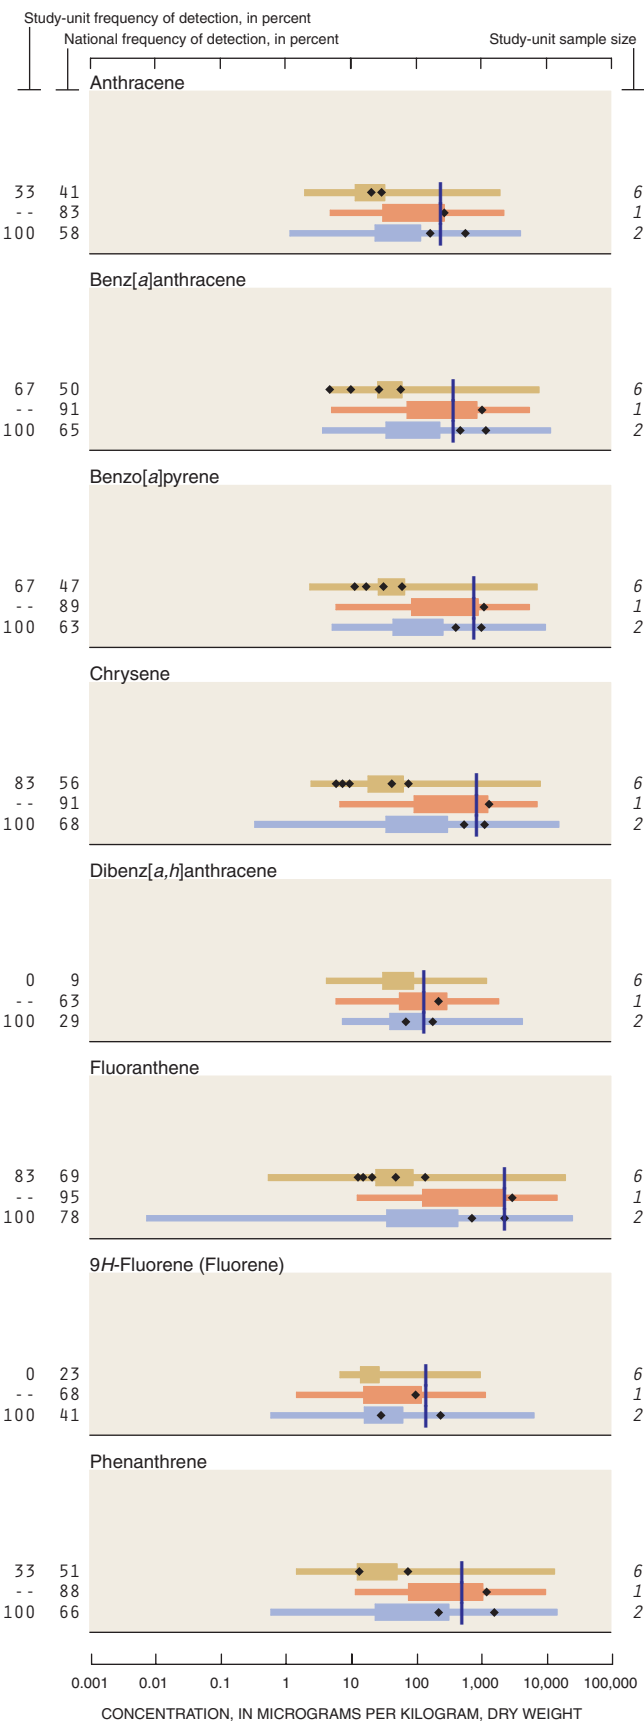 Study-unit frequency of detection, in percent
National frequency of detection, in percent Study-unit sample size
Anthracene
33 41 6
-- 83 1
100 58 2
Benz[a]anthracene
67 50 6
-- 91 1
100 65 2
Benzo[a]pyrene
67 47 6
-- 89 1
100 63 2
Chrysene
83 56 6
-- 91 1
100 68 2
Dibenz[a,h]anthracene
0 9 6
-- 63 1
100 29 2
Fluoranthene
83 69 6
-- 95 1
100 78 2
9H-Fluorene (Fluorene)
0 23 6
-- 68 1
100 41 2
Phenanthrene
33 51 6
-- 88 1
100 66 2
0.001 0.01 0.1 1 10 100 1,000 10,000 100,000
CONCENTRATION, IN MICROGRAMS PER KILOGRAM, DRY WEIGHT